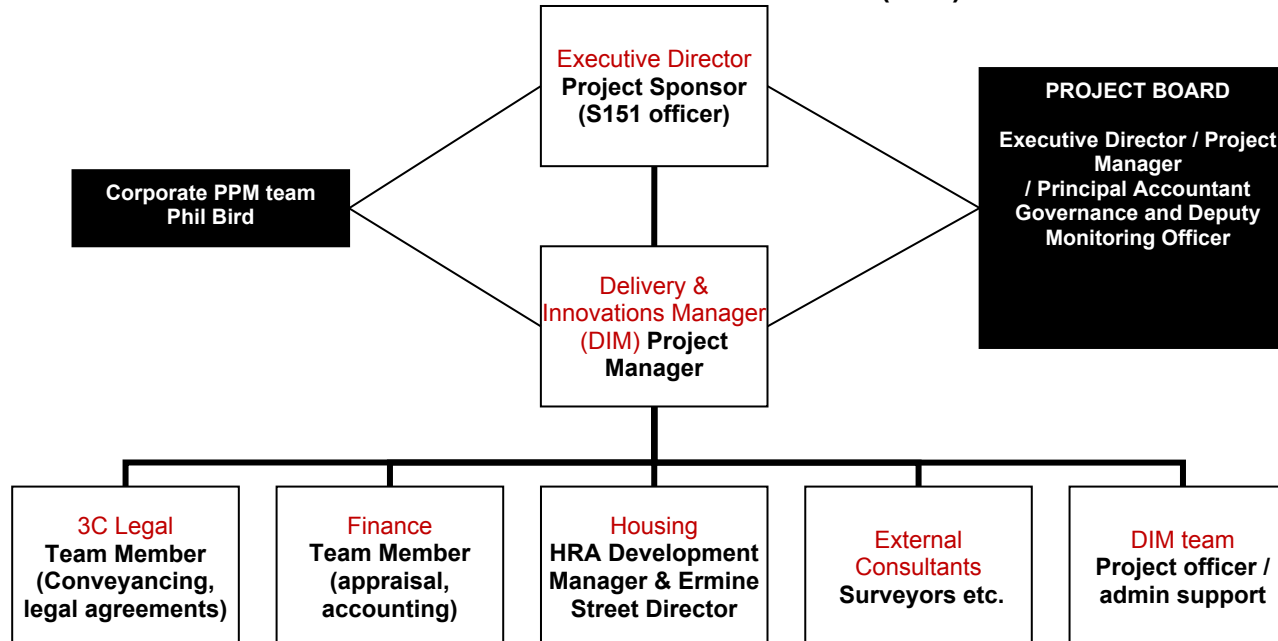 Executive Director
Project Sponsor
(S151 officer)
PROJECT BOARD
Executive Director / Project
Manager
/ Principal Accountant
Governance and Deputy
Monitoring Officer
Corporate PPM team
Phil Bird
Delivery &
Innovations Manager
(DIM) Project
Manager
3C Legal
Team Member
(Conveyancing,
legal agreements)
Finance
Team Member
(appraisal,
accounting)
Housing
HRA Development
Manager & Ermine
Street Director
External
Consultants
Surveyors etc.
DIM team
Project officer /
admin support